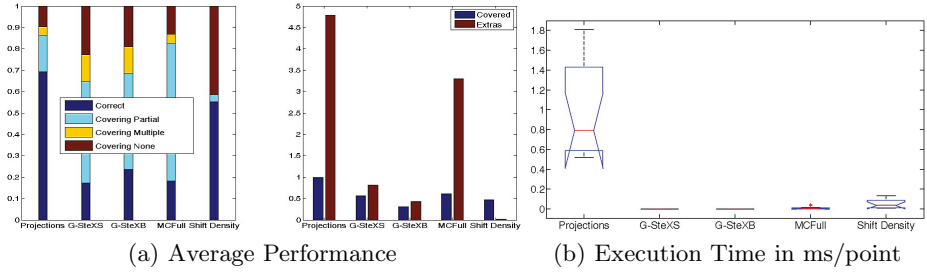 1
0.9
0.8
0.7
0.6
0.5
0.4
0.3
0.2
0.1
0
Correct
Covering Partial
Covering Multiple
Covering None
Projections G-SteXS G-SteXB MCFull Shift Density
5
4.5
4
3.5
3
2.5
2
1.5
1
0.5
0
Covered
Extras
Projections G-SteXS G-SteXB MCFull Shift Density
(a) Average Performance
1.8
1.6
1.4
1.2
1
0.8
0.6
0.4
0.2
0
Projections G-SteXS G-SteXB MCFull Shift Density
(b) Execution Time in ms/point